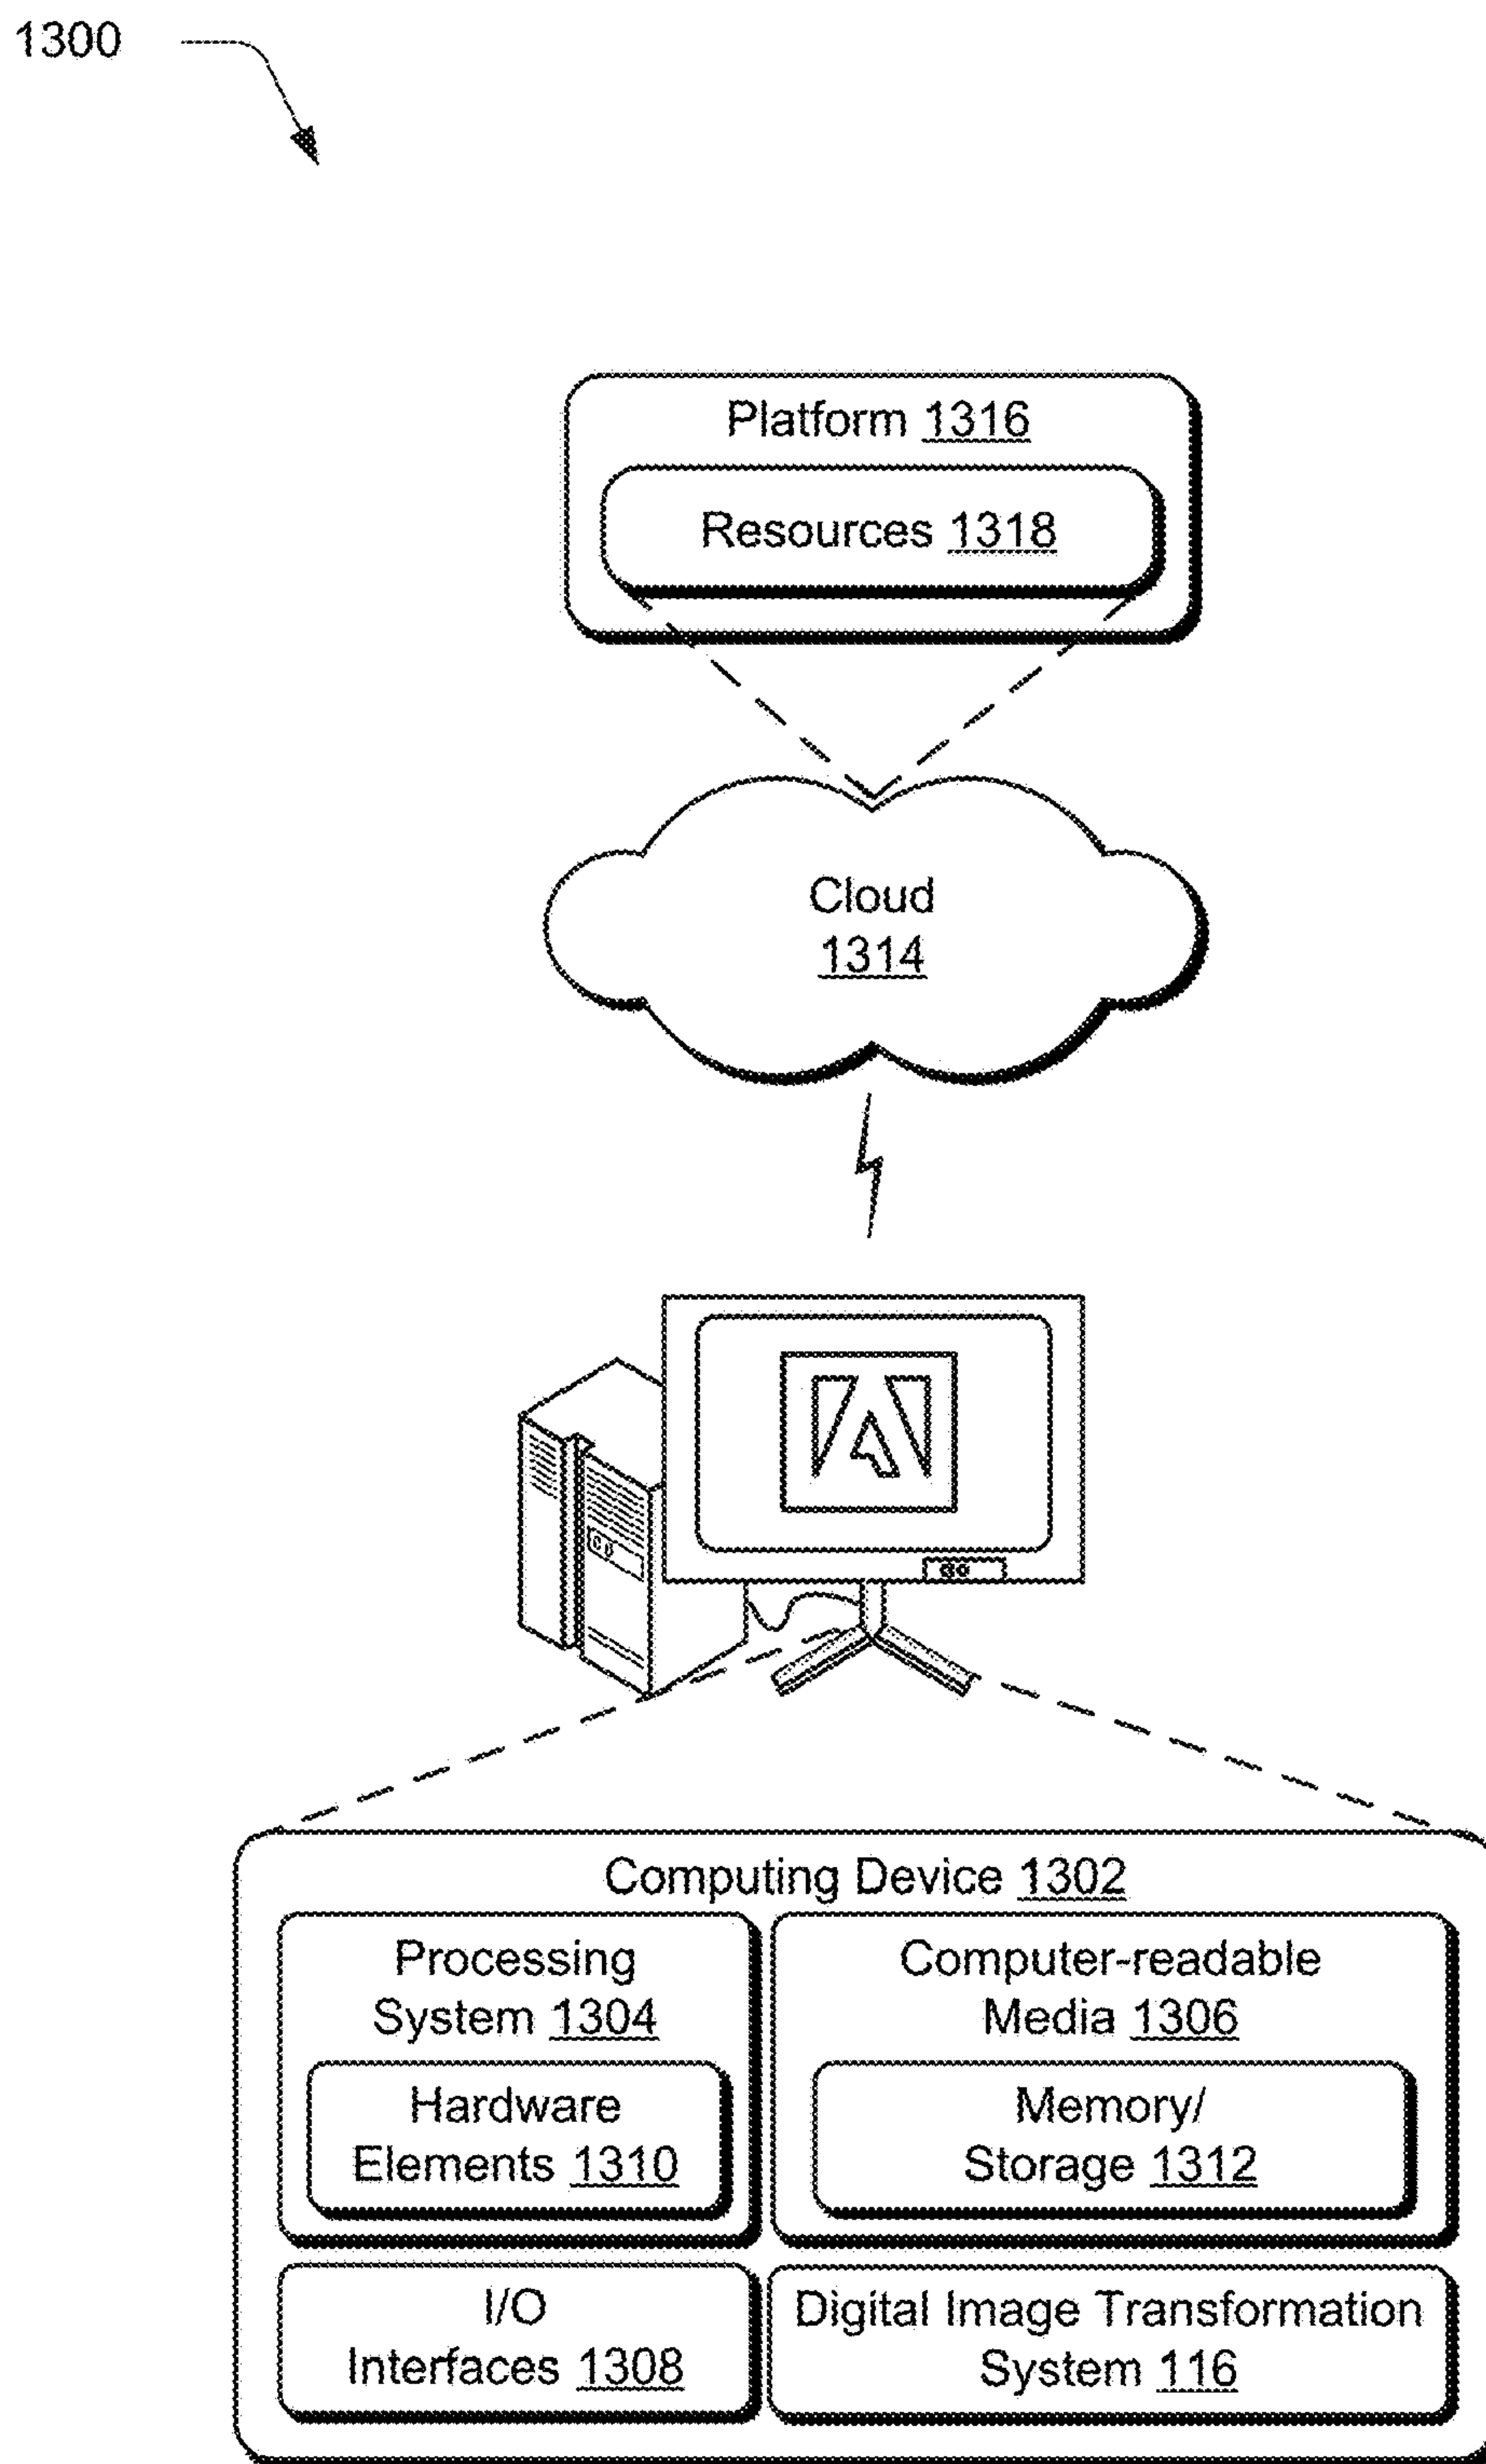 1300
Platform 1316
Resources 1318
Cloud
1314
Computing Device 1302
Processing
System 1304
Hardware
Elements 1310
Computer-readable
Media 1306
Memory/
Storage 1312
I/O
Interfaces 1308
Digital Image Transformation
System 116